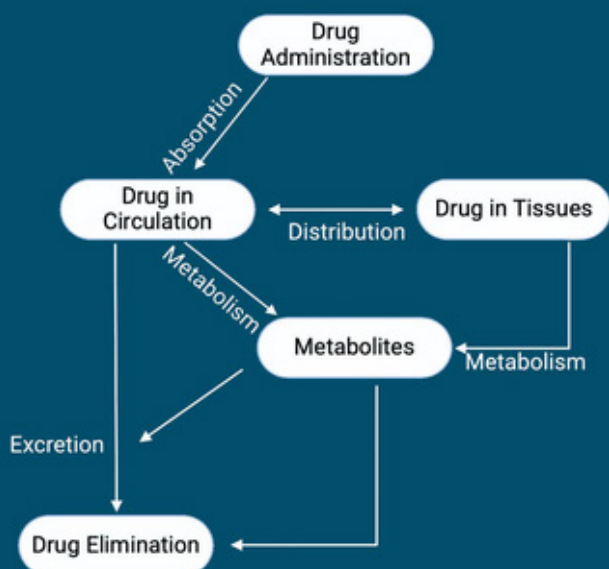 Drug
Administration
Absorption
Drug in
Circulation
Distribution
Drug in Tissues
Metabolism
Metabolites
Metabolism
Excretion
Drug Elimination